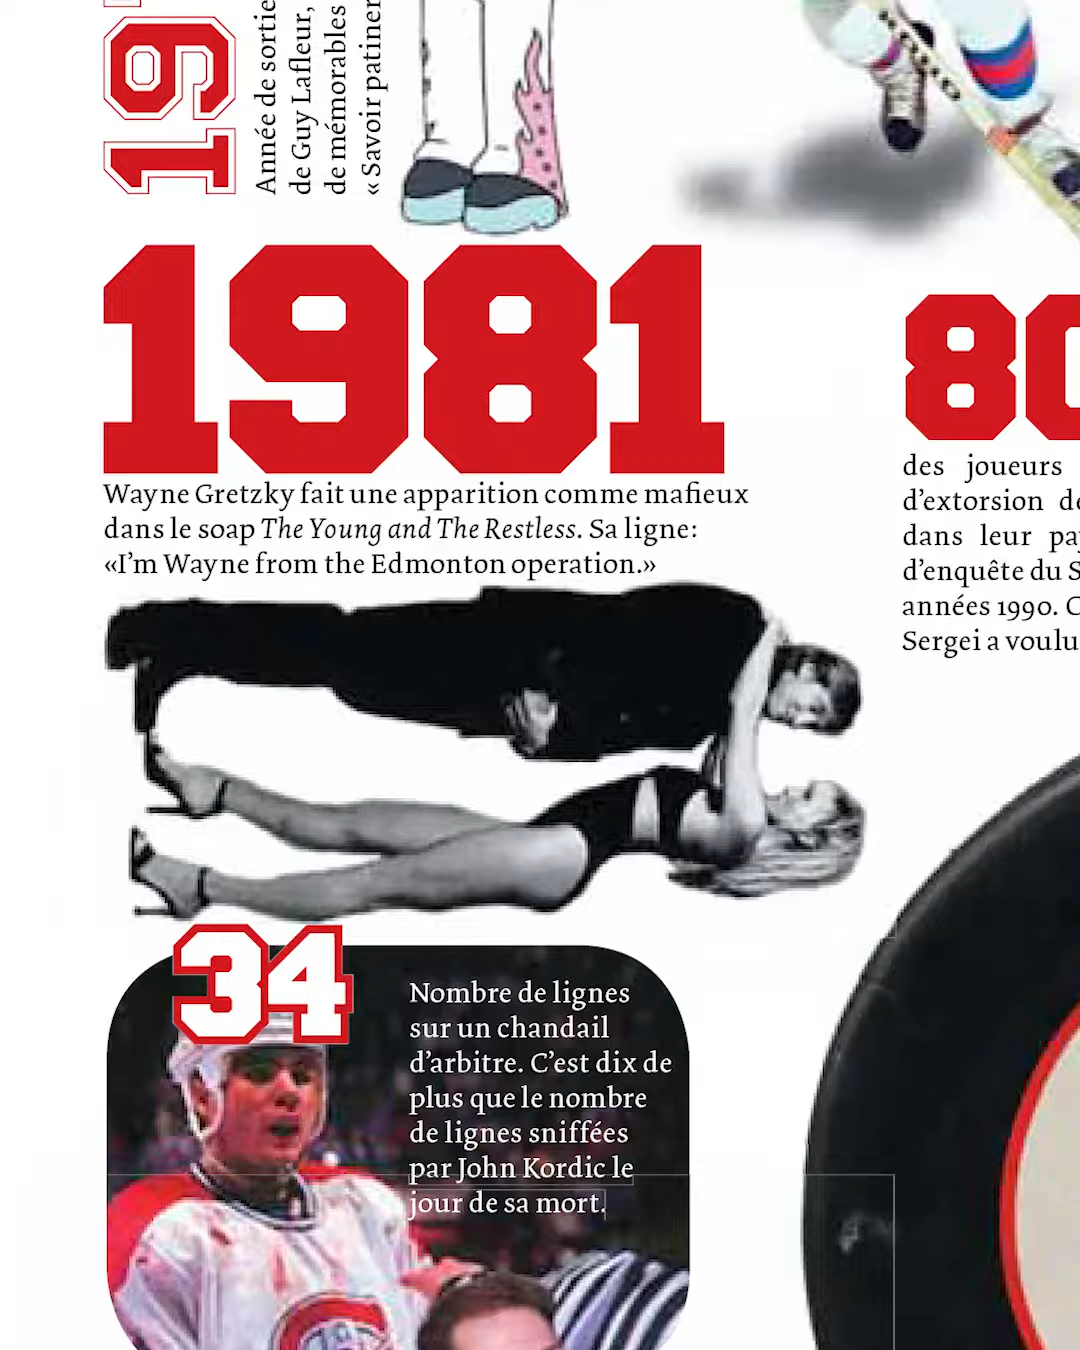 19
Année de sortie
de Guy Lafleur,
de mémorables
« Savoir patiner
1981
Wayne Gretzky fait une apparition comme mafieux
dans le soap The Young and The Restless. Sa ligne:
«I’m Wayne from the Edmonton operation.»
80
des joueurs
d’extorsion
dans leur
d’enquête du
années 1990.
Sergei a voulu
34
Nombre de lignes
sur un chandail
d’arbitre. C’est dix de
plus que le nombre
de lignes sniffées
par John Kordic le
jour de sa mort.